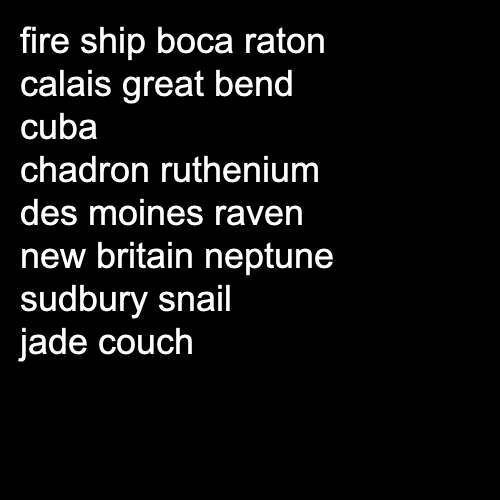 fire ship boca raton
calais great bend
cuba
chadron ruthenium
des moines raven
new britain neptune
sudbury snail
jade couch